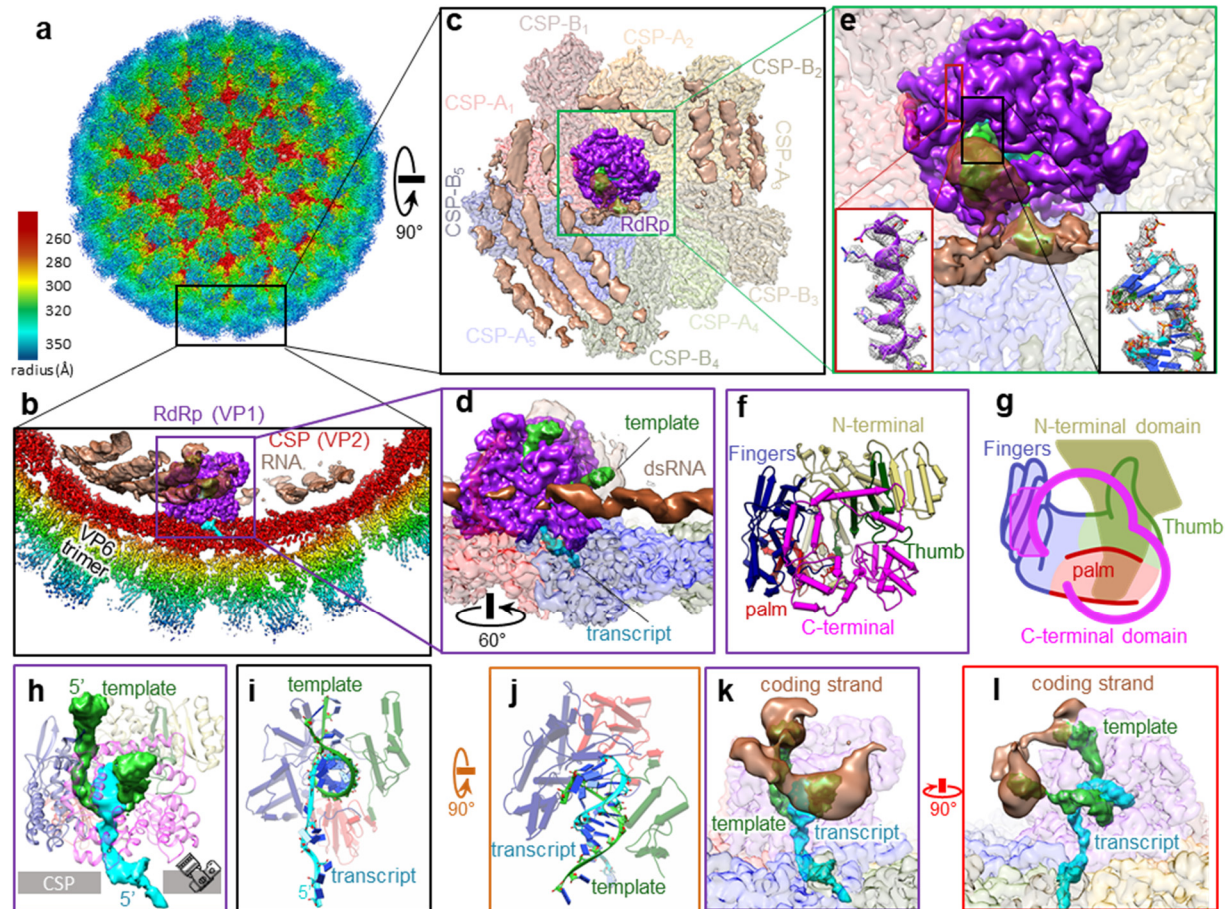 a
260
280
300
320
340
350
radius(Å)
90°
c
CSP-B1
CSP-A2
CSP-B2
CSP-A1
CSP-A3
CSP-B5
RdRp
CSP-B3
CSP-A4
CSP-A5
CSP-B4
e
b
RdRp (VP1)
CSP (VP2)
RNA
VP6
trimer
d
template
dsRNA
60°
transcript
f
N-terminal
Fingers
Thumb
palm
C-terminal
g
N-terminal domain
Fingers
Thumb
palm
C-terminal domain
h
5’
template
CSP
5’
i
template
transcript
5’
90°
j
transcript
template
k
coding strand
template
transcript
90°
l
coding strand
template
transcript